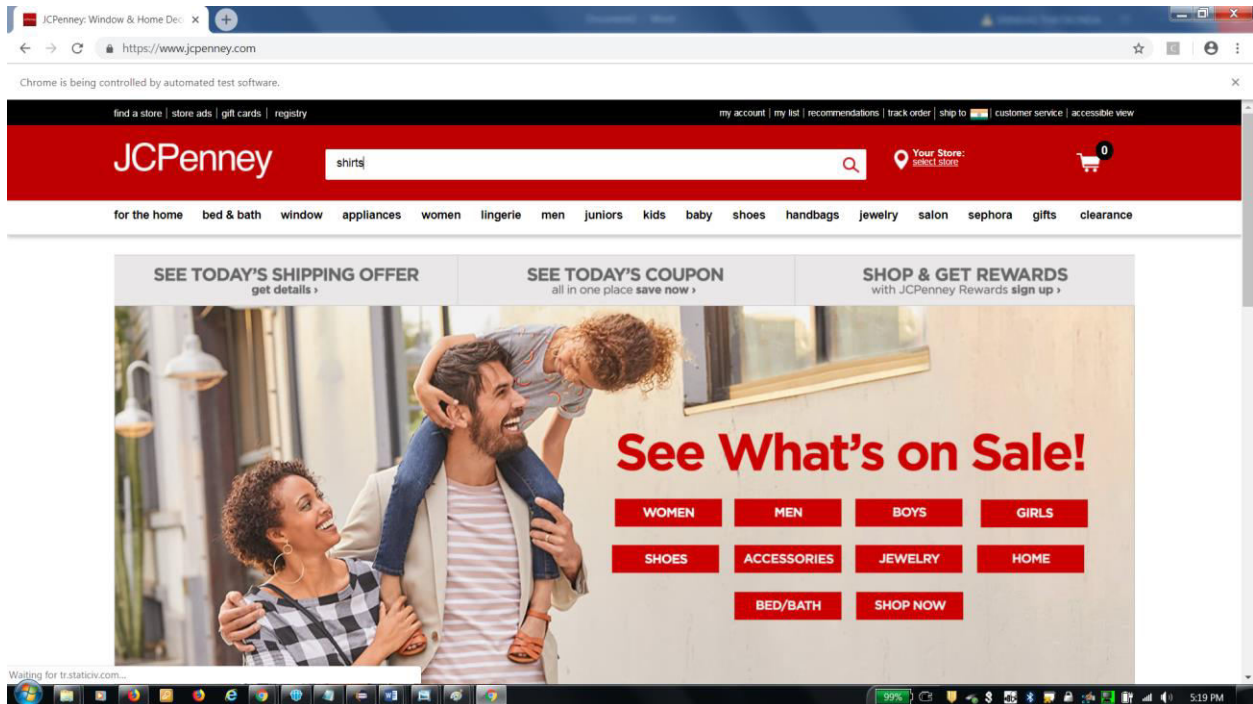 JCPenney: Window & Home Dec
https://www.jcpenney.com
Chrome is being controlled by automated test software.
find a store | store ads | gift cards | registry
my account | my list | recommendations | track order | ship to | customer service | accessible view
JCPenney
shirts
Your Store:
select store
0
for the home bed & bath window appliances women lingerie men juniors kids baby shoes handbags jewelry salon sephora gifts clearance
SEE TODAY'S SHIPPING OFFER
get details ›
SEE TODAY'S COUPON
all in one place save now ›
SHOP & GET REWARDS
with JCPenney Rewards sign up ›
See What's on Sale!
WOMEN MEN BOYS GIRLS
SHOES ACCESSORIES JEWELRY HOME
BED/BATH SHOP NOW
Waiting for tr.staticiv.com...
99%
5:19 PM